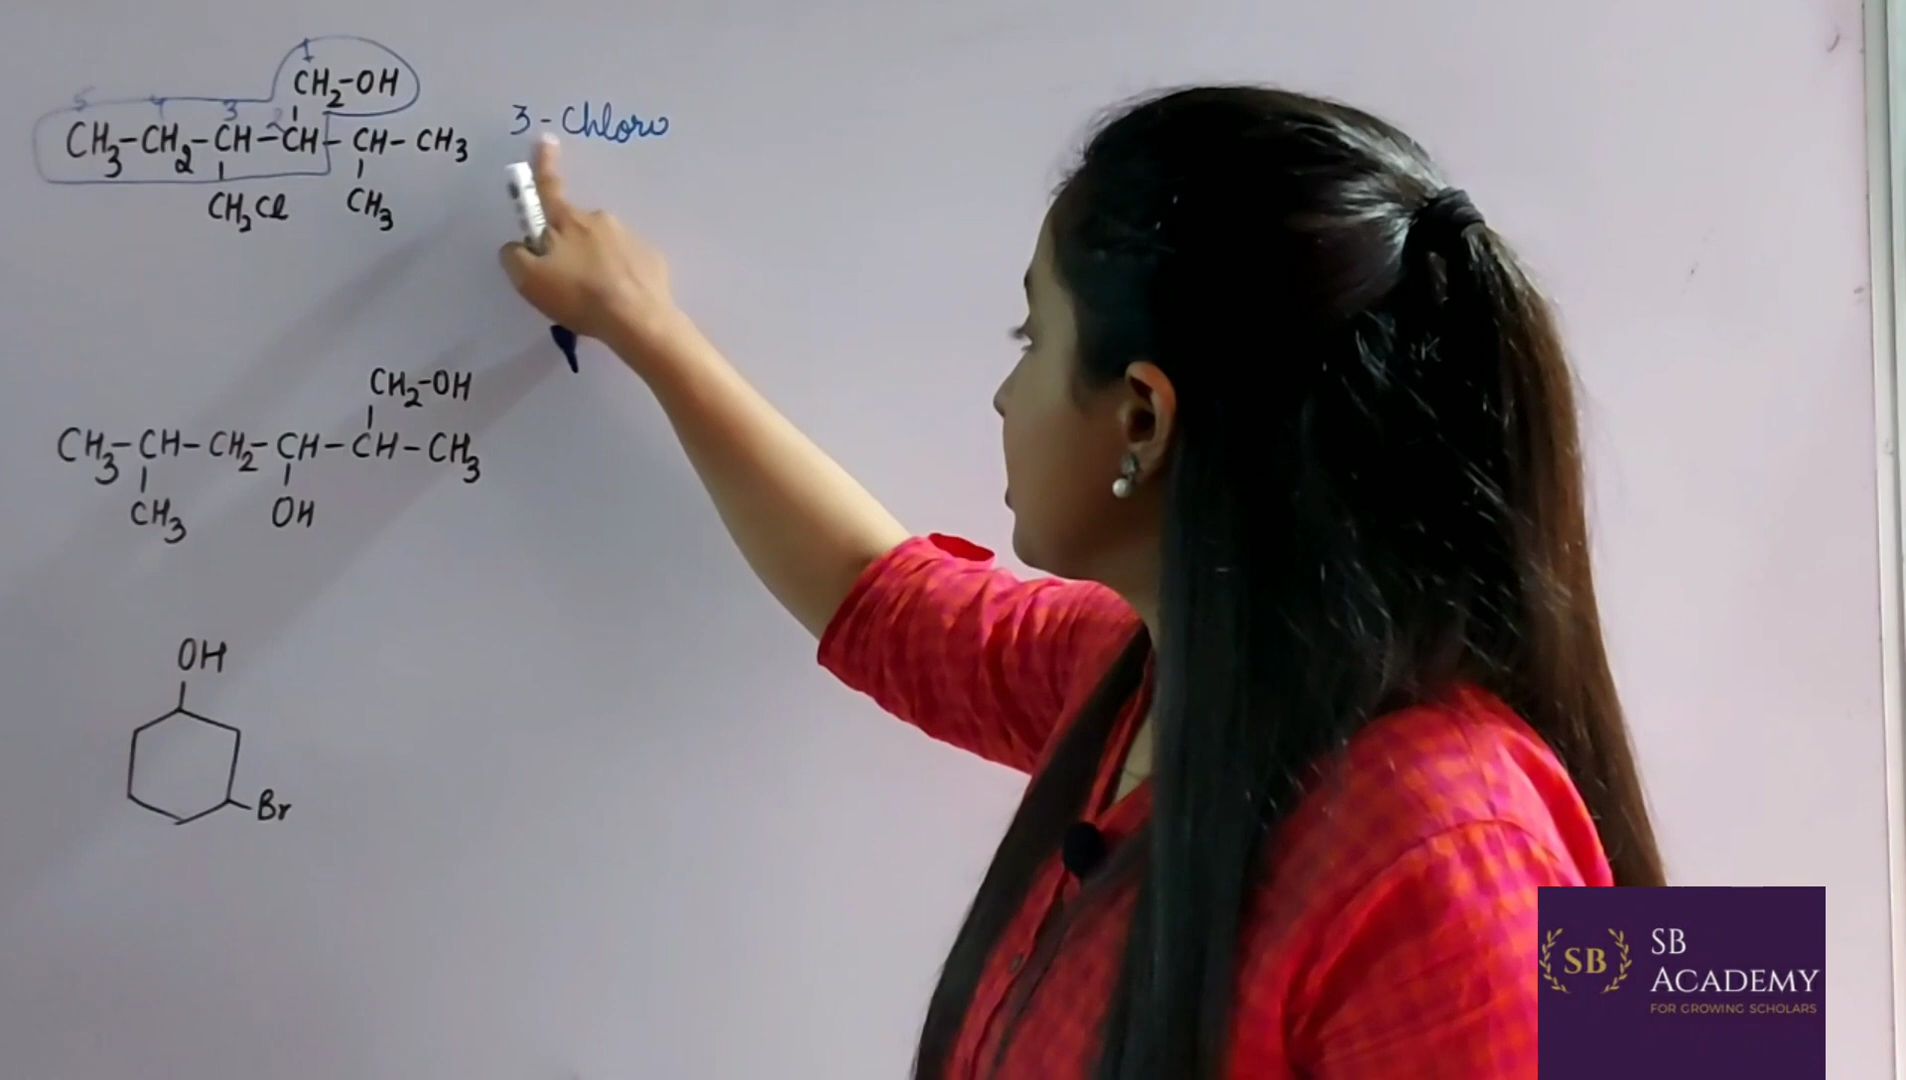 1
CH₂-OH
5 4 3 2
CH₃-CH₂-CH-CH-CH-CH₃
CH₂Cl CH₃
3-Chloro
CH₂-OH
CH₃-CH-CH₂-CH-CH-CH₃
CH₃ OH
OH
Br
SB
SB
ACADEMY
FOR GROWING SCHOLARS